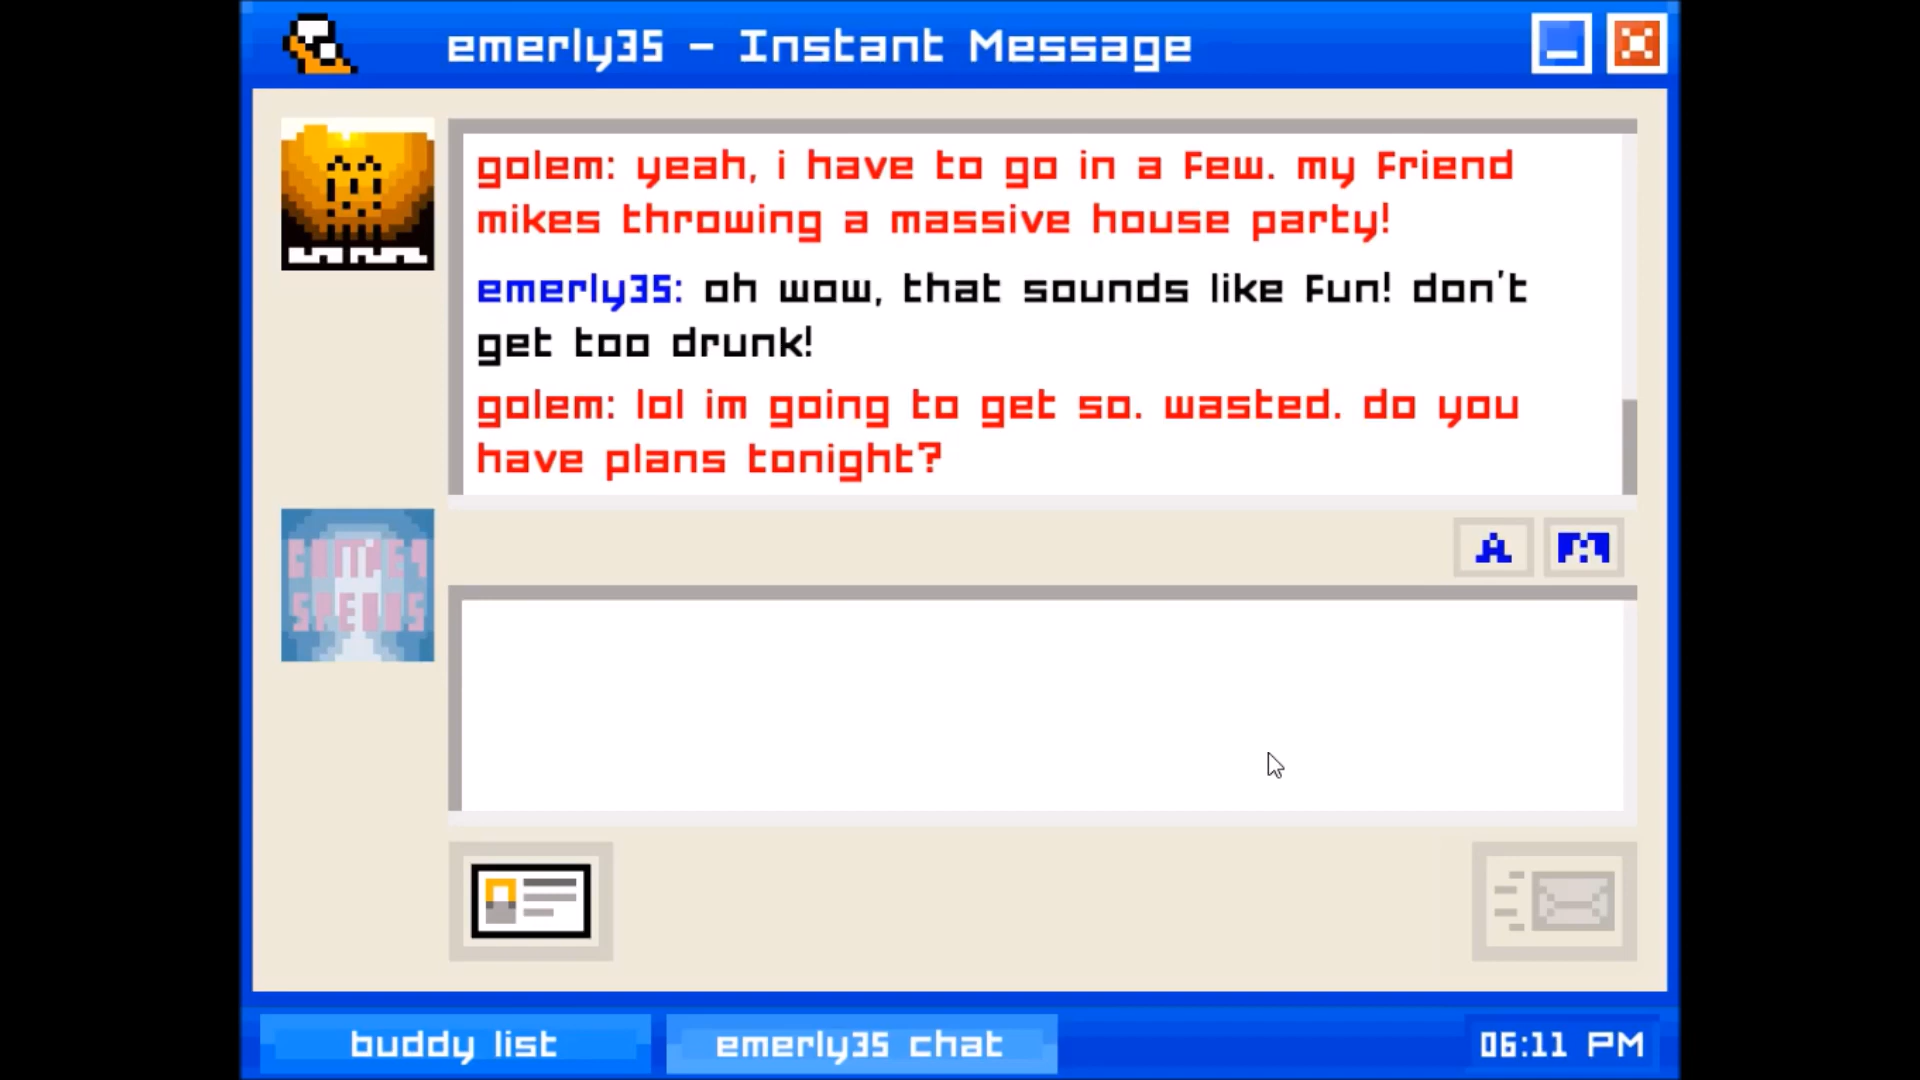 emerly35 - Instant Message
golem: yeah, i have to go in a few. my friend
mikes throwing a massive house party!
emerly35: oh wow, that sounds like fun! don't
get too drunk!
golem: lol im going to get so. wasted. do you
have plans tonight?
A
buddy list
emerly35 chat
06:11 PM